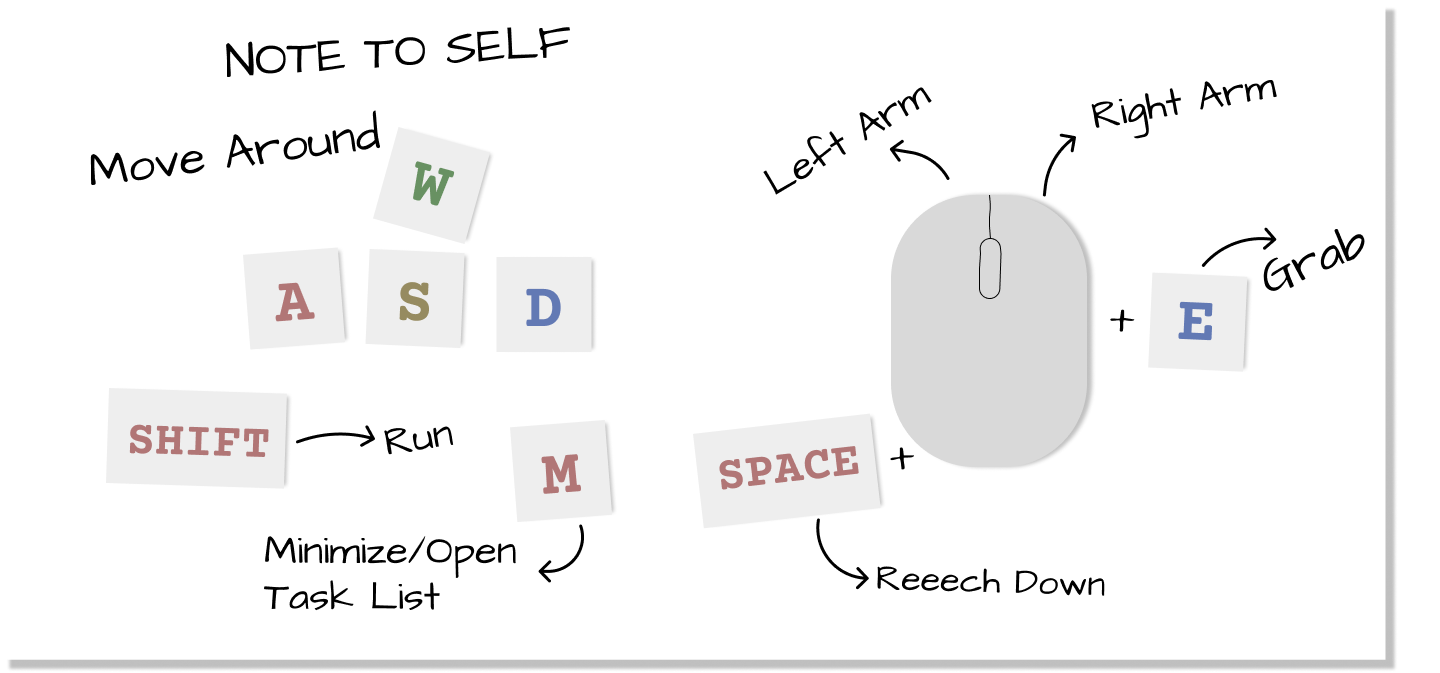 NOTE TO SELF
Move Around
W
A S D
SHIFT
Run
M
Minimize/Open
Task List
Left Arm
Right Arm
+ E
Grab
SPACE +
Reeech Down